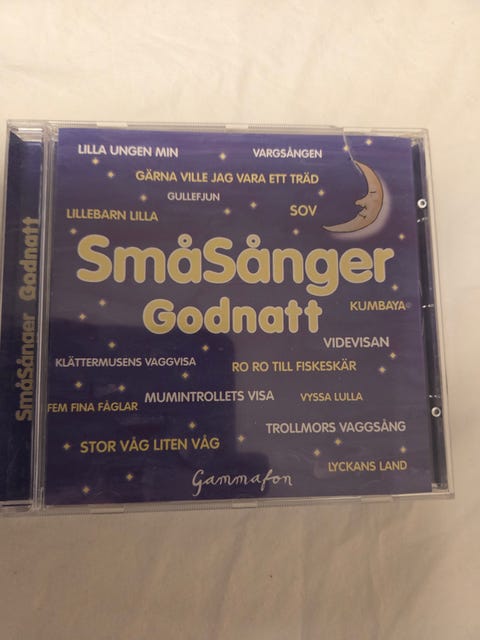 LILLA UNGEN MIN
VARGSÅNGEN
GÄRNA VILLE JAG VARA ETT TRÄD
GULLEFJUN
LILLEBARN LILLA
SOV
SmåSånger
Godnatt
KUMBAYA
VIDEVISAN
KLÄTTERMUSENS VAGGVISA
RO RO TILL FISKESKÄR
MUMINTROLLETS VISA
VYSSA LULLA
FEM FINA FÅGLAR
TROLLMORS VAGGSÅNG
STOR VÅG LITEN VÅG
LYCKANS LAND
Gammafon
SmåSånger Godnatt